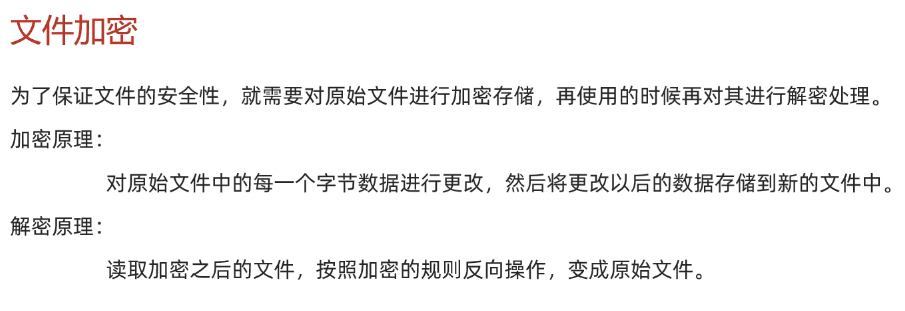 文件加密
为了保证文件的安全性，就需要对原始文件进行加密存储，再使用的时候再对其进行解密处理。
加密原理：
对原始文件中的每一个字节数据进行更改，然后将更改以后的数据存储到新的文件中。
解密原理：
读取加密之后的文件，按照加密的规则反向操作，变成原始文件。